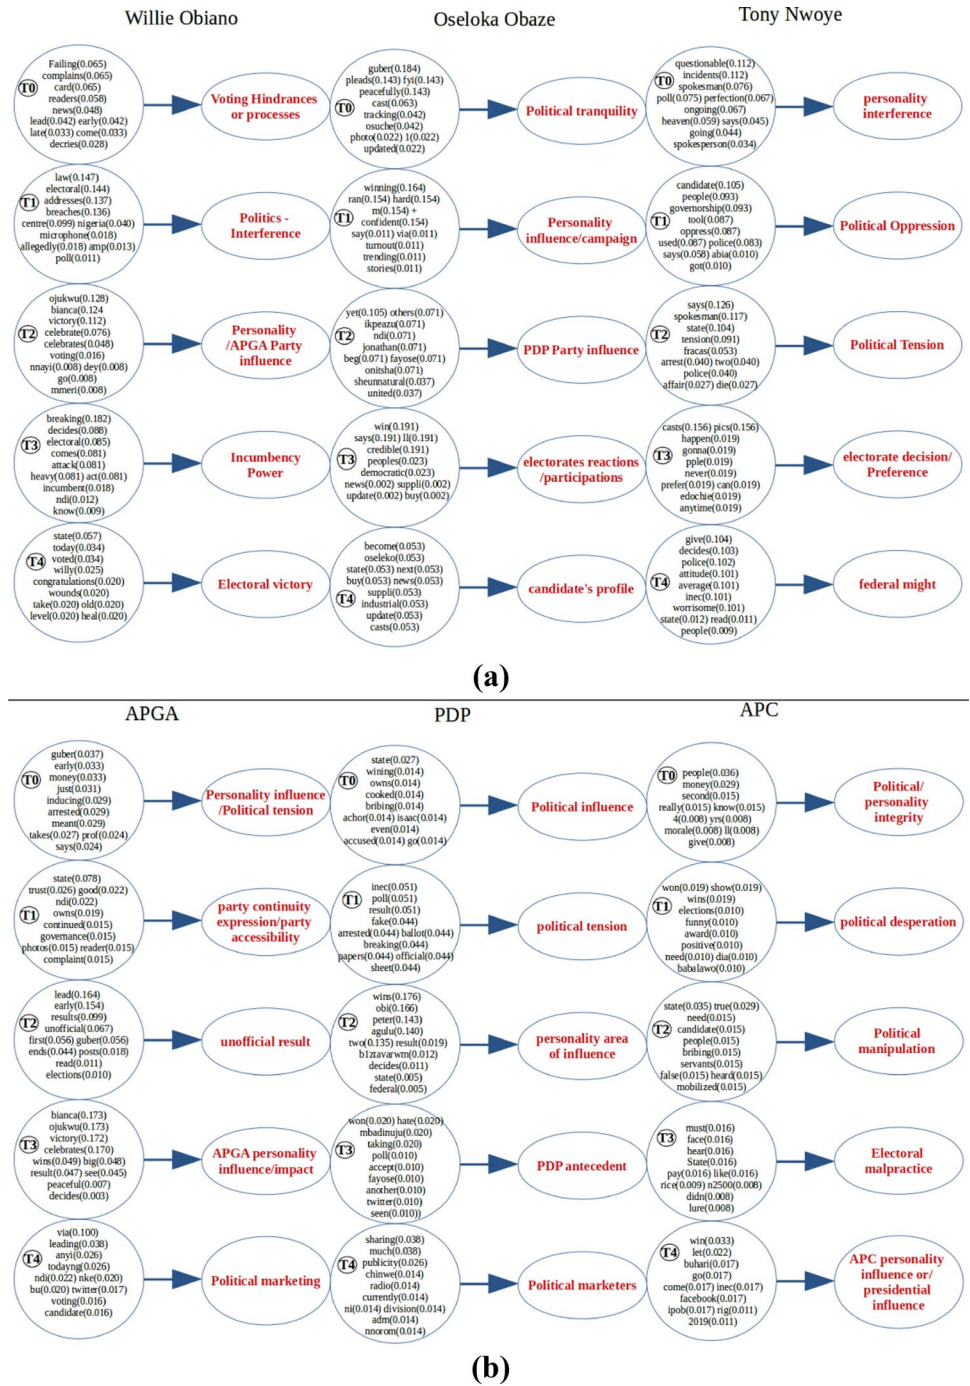 Willie Obiano
Oseloka Obaze
Tony Nwoye
T0
Failing(0.065)
complains(0.065)
card(0.065)
readers(0.058)
news(0.048)
lead(0.042) early(0.042)
late(0.033) come(0.033)
decries(0.028)
Voting Hindrances
or processes
T0
guber(0.184)
pleads(0.143) fyi(0.143)
peacefully(0.143)
cast(0.063)
tracking(0.042)
osuche(0.042)
photo(0.022) 1(0.022)
updated(0.022)
Political tranquility
T0
questionable(0.112)
incidents(0.112)
spokesman(0.076)
poll(0.075) perfection(0.067)
ongoing(0.067)
heaven(0.059) says(0.045)
going(0.044)
spokesperson(0.034)
personality
interference
T1
law(0.147)
electoral(0.144)
addresses(0.137)
breaches(0.136)
centre(0.099) nigeria(0.040)
microphone(0.018)
allegedly(0.018) amp(0.013)
poll(0.011)
Politics -
Interference
T1
winning(0.164)
ran(0.154) hard(0.154)
m(0.154) +
confident(0.154)
say(0.011) via(0.011)
turnout(0.011)
trending(0.011)
stories(0.011)
Personality
influence/campaign
T1
candidate(0.105)
people(0.093)
governorship(0.093)
tool(0.087)
oppress(0.087)
used(0.087) police(0.083)
says(0.058) abia(0.010)
got(0.010)
Political Oppression
T2
ojukwu(0.128)
bianca(0.124
victory(0.112)
celebrate(0.076)
celebrates(0.048)
voting(0.016)
nnayi(0.008) dey(0.008)
go(0.008)
mmeri(0.008)
Personality
/APGA Party
influence
T2
yet(0.105) others(0.071)
ikpeazu(0.071)
ndi(0.071)
jonathan(0.071)
beg(0.071) fayose(0.071)
onitsha(0.071)
sheunnatural(0.037)
united(0.037)
PDP Party influence
T2
says(0.126)
spokesman(0.117)
state(0.104)
tension(0.091)
fracas(0.053)
arrest(0.040) two(0.040)
police(0.040)
affair(0.027) die(0.027)
Political Tension
T3
breaking(0.182)
decides(0.088)
electoral(0.085)
comes(0.081)
attack(0.081)
heavy(0.081) act(0.081)
incumbent(0.018)
ndi(0.012)
know(0.009)
Incumbency
Power
T3
win(0.191)
says(0.191) ll(0.191)
credible(0.191)
peoples(0.023)
democratic(0.023)
news(0.002) suppli(0.002)
update(0.002) buy(0.002)
electorates reactions
/participations
T3
casts(0.156) pics(0.156)
happen(0.019)
gonna(0.019)
pple(0.019)
never(0.019)
prefer(0.019) can(0.019)
edochie(0.019)
anytime(0.019)
electorate decision/
Preference
T4
state(0.057)
today(0.034)
voted(0.034)
willy(0.025)
congratulations(0.020)
wounds(0.020)
take(0.020) old(0.020)
level(0.020) heal(0.020)
Electoral victory
T4
become(0.053)
oseleko(0.053)
state(0.053) next(0.053)
buy(0.053) news(0.053)
suppli(0.053)
industrial(0.053)
update(0.053)
casts(0.053)
candidate's profile
T4
give(0.104)
decides(0.103)
police(0.102)
attitude(0.101)
average(0.101)
inec(0.101)
worrisome(0.101)
state(0.012) read(0.011)
people(0.009)
federal might
(a)
APGA
PDP
APC
T0
guber(0.037)
early(0.033)
money(0.033)
just(0.031)
inducing(0.029)
arrested(0.029)
meant(0.029)
takes(0.027) prof(0.024)
says(0.024)
Personality influence
/Political tension
T0
state(0.027)
wining(0.014)
owns(0.014)
cooked(0.014)
bribing(0.014)
achor(0.014) isaac(0.014)
even(0.014)
accused(0.014) go(0.014)
Political influence
T0
people(0.036)
money(0.029)
second(0.015)
really(0.015) know(0.015)
4(0.008) yrs(0.008)
morale(0.008) ll(0.008)
give(0.008)
Political/
personality
integrity
T1
state(0.078)
trust(0.026) good(0.022)
ndi(0.022)
owns(0.019)
continued(0.015)
governance(0.015)
photos(0.015) reader(0.015)
complaint(0.015)
party continuity
expression/party
accessibility
T1
inec(0.051)
poll(0.051)
result(0.051)
fake(0.044)
arrested(0.044) ballot(0.044)
breaking(0.044)
papers(0.044) official(0.044)
sheet(0.044)
political tension
T1
won(0.019) show(0.019)
wins(0.019)
elections(0.010)
funny(0.010)
award(0.010)
positive(0.010)
need(0.010) dia(0.010)
babalawo(0.010)
political desperation
T2
lead(0.164)
early(0.154)
results(0.099)
unofficial(0.067)
first(0.056) guber(0.056)
ends(0.044) posts(0.018)
read(0.011)
elections(0.010)
unofficial result
T2
wins(0.176)
obi(0.166)
peter(0.143)
agulu(0.140)
two(0.135) result(0.019)
b1ztavarwm(0.012)
decides(0.011)
state(0.005)
federal(0.005)
personality area
of influence
T2
state(0.035) true(0.029)
need(0.015)
candidate(0.015)
people(0.015)
bribing(0.015)
servants(0.015)
false(0.015) heard(0.015)
mobilized(0.015)
Political
manipulation
T3
bianca(0.173)
ojukwu(0.173)
victory(0.172)
celebrates(0.170)
wins(0.049) big(0.048)
result(0.047) see(0.045)
peaceful(0.007)
decides(0.003)
APGA personality
influence/impact
T3
won(0.020) hate(0.020)
mbadinuju(0.020)
taking(0.020)
poll(0.010)
accept(0.010)
fayose(0.010)
another(0.010)
twitter(0.010)
seen(0.010))
PDP antecedent
T3
must(0.016)
face(0.016)
hear(0.016)
State(0.016)
pay(0.016) like(0.016)
rice(0.009) n2500(0.008)
didn(0.008)
lure(0.008)
Electoral
malpractice
T4
via(0.100)
leading(0.038)
anyi(0.026)
todayng(0.026)
ndi(0.022) nke(0.020)
bu(0.020) twitter(0.017)
voting(0.016)
candidate(0.016)
Political marketing
T4
sharing(0.038)
much(0.038)
publicity(0.026)
chinwe(0.014)
radio(0.014)
currently(0.014)
ni(0.014) division(0.014)
adm(0.014)
nnorom(0.014)
Political marketers
T4
win(0.033)
let(0.022)
buhari(0.017)
go(0.017)
come(0.017) inec(0.017)
facebook(0.017)
ipob(0.017) rig(0.011)
2019(0.011)
APC personality
influence or/
presidential
influence
(b)